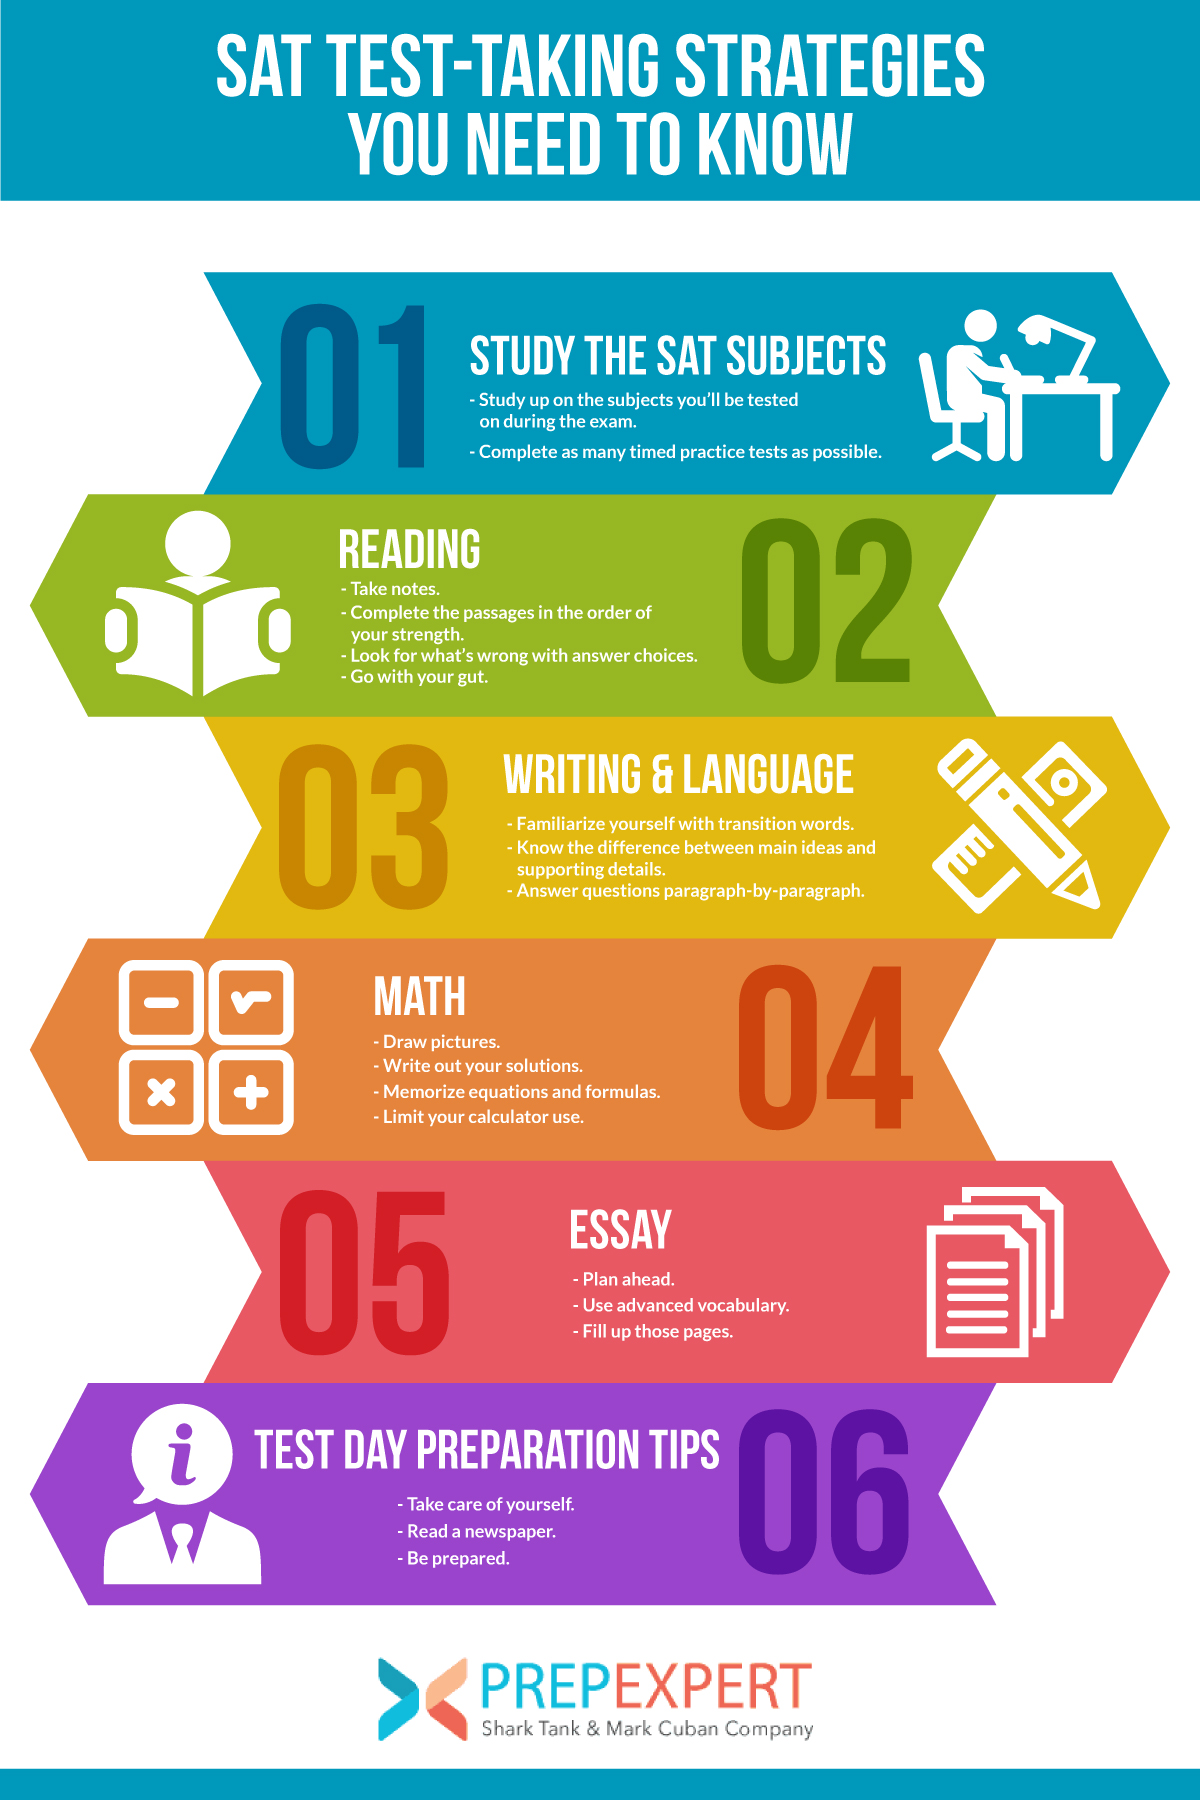 SAT TEST-TAKING STRATEGIES
YOU NEED TO KNOW
01
STUDY THE SAT SUBJECTS
- Study up on the subjects you'll be tested
on during the exam.
- Complete as many timed practice tests as possible.
READING
- Take notes.
- Complete the passages in the order of
your strength.
- Look for what's wrong with answer choices.
- Go with your gut.
02
03
WRITING & LANGUAGE
- Familiarize yourself with transition words.
- Know the difference between main ideas and
supporting details.
- Answer questions paragraph-by-paragraph.
MATH
- Draw pictures.
- Write out your solutions.
- Memorize equations and formulas.
- Limit your calculator use.
04
05
ESSAY
- Plan ahead.
- Use advanced vocabulary.
- Fill up those pages.
i
TEST DAY PREPARATION TIPS
- Take care of yourself.
- Read a newspaper.
- Be prepared.
06
PREPEXPERT
Shark Tank & Mark Cuban Company